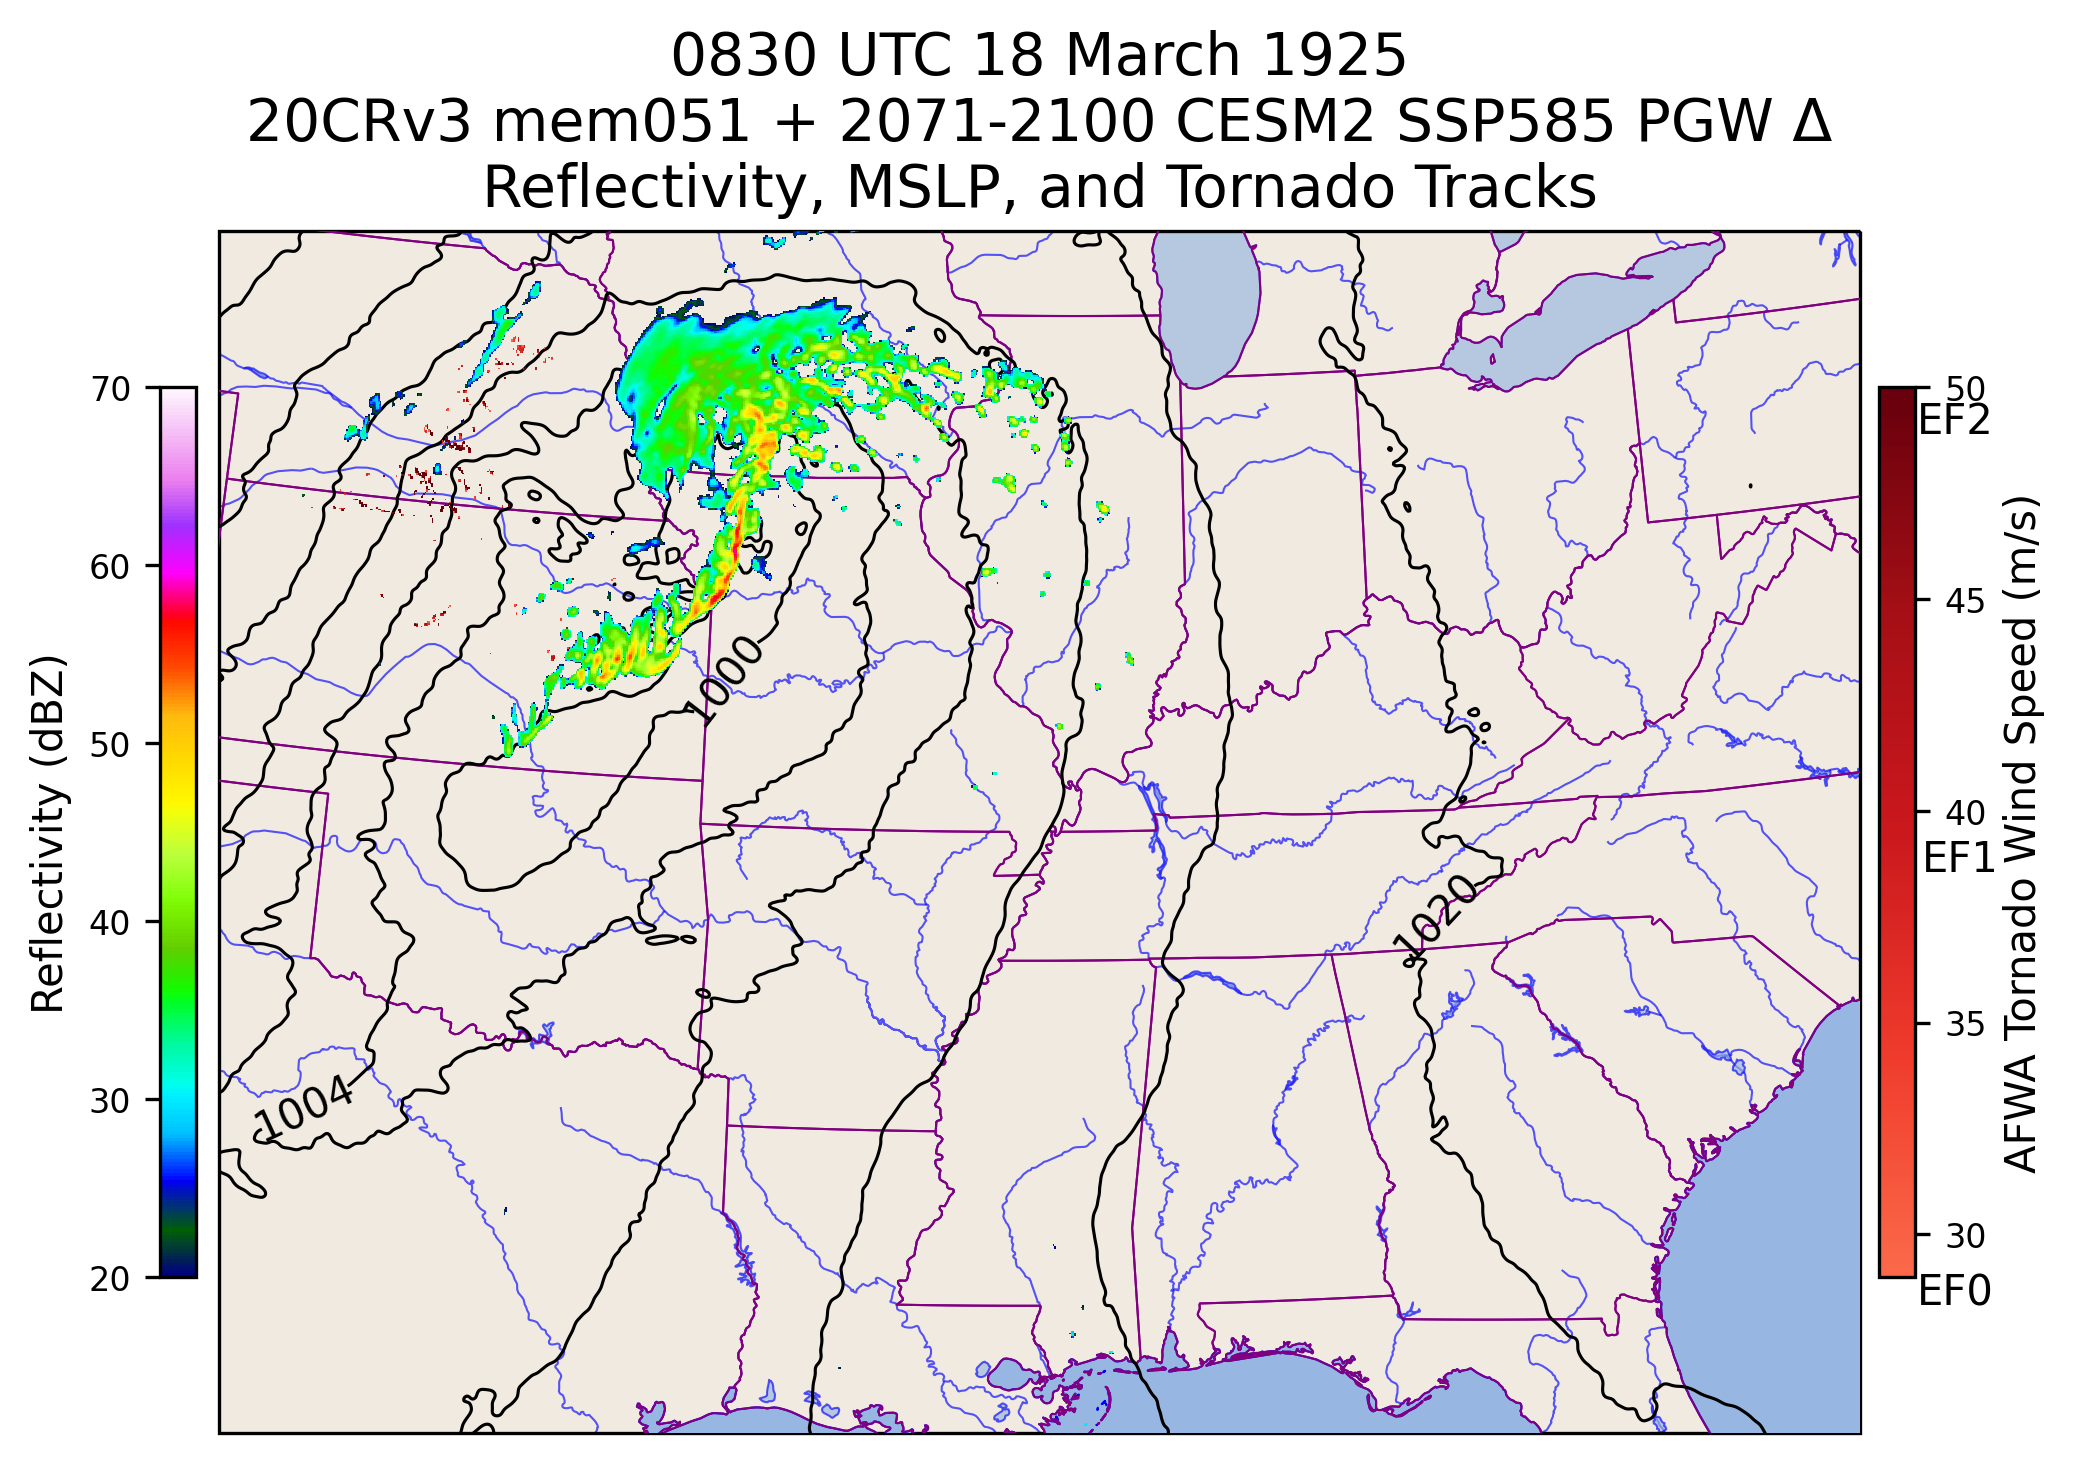 0830 UTC 18 March 1925
20CRv3 mem051 + 2071-2100 CESM2 SSP585 PGW Δ
Reflectivity, MSLP, and Tornado Tracks
Reflectivity (dBZ)
70
60
50
40
30
20
1000
1004
1020
50
EF2
45
40
EF1
35
30
EF0
AFWA Tornado Wind Speed (m/s)